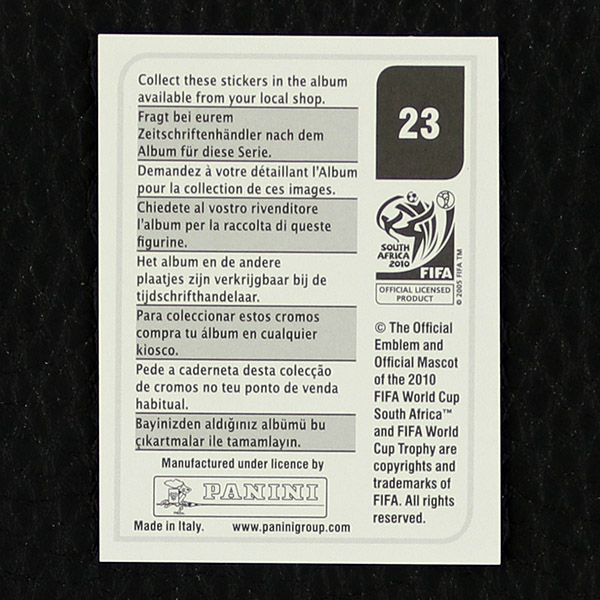 Collect these stickers in the album
available from your local shop.
Fragt bei eurem
Zeitschriftenhändler nach dem
Album für diese Serie.
Demandez à votre détaillant l'Album
pour la collection de ces images.
Chiedete al vostro rivenditore
l'album per la raccolta di queste
figurine.
Het album en de andere
plaatjes zijn verkrijgbaar bij de
tijdschrifthandelaar.
Para coleccionar estos cromos
compra tu álbum en cualquier
kiosco.
Pede a caderneta desta colecção
de cromos no teu ponto de venda
habitual.
Bayinizden aldığınız albümü bu
çıkartmalar ile tamamlayın.
Manufactured under licence by
PANINI
Made in Italy. www.paninigroup.com
23
SOUTH
AFRICA
2010
FIFA
OFFICIAL LICENSED
PRODUCT
© 2005 FIFA TM
© The Official
Emblem and
Official Mascot
of the 2010
FIFA World Cup
South Africa™
and FIFA World
Cup Trophy are
copyrights and
trademarks of
FIFA. All rights
reserved.